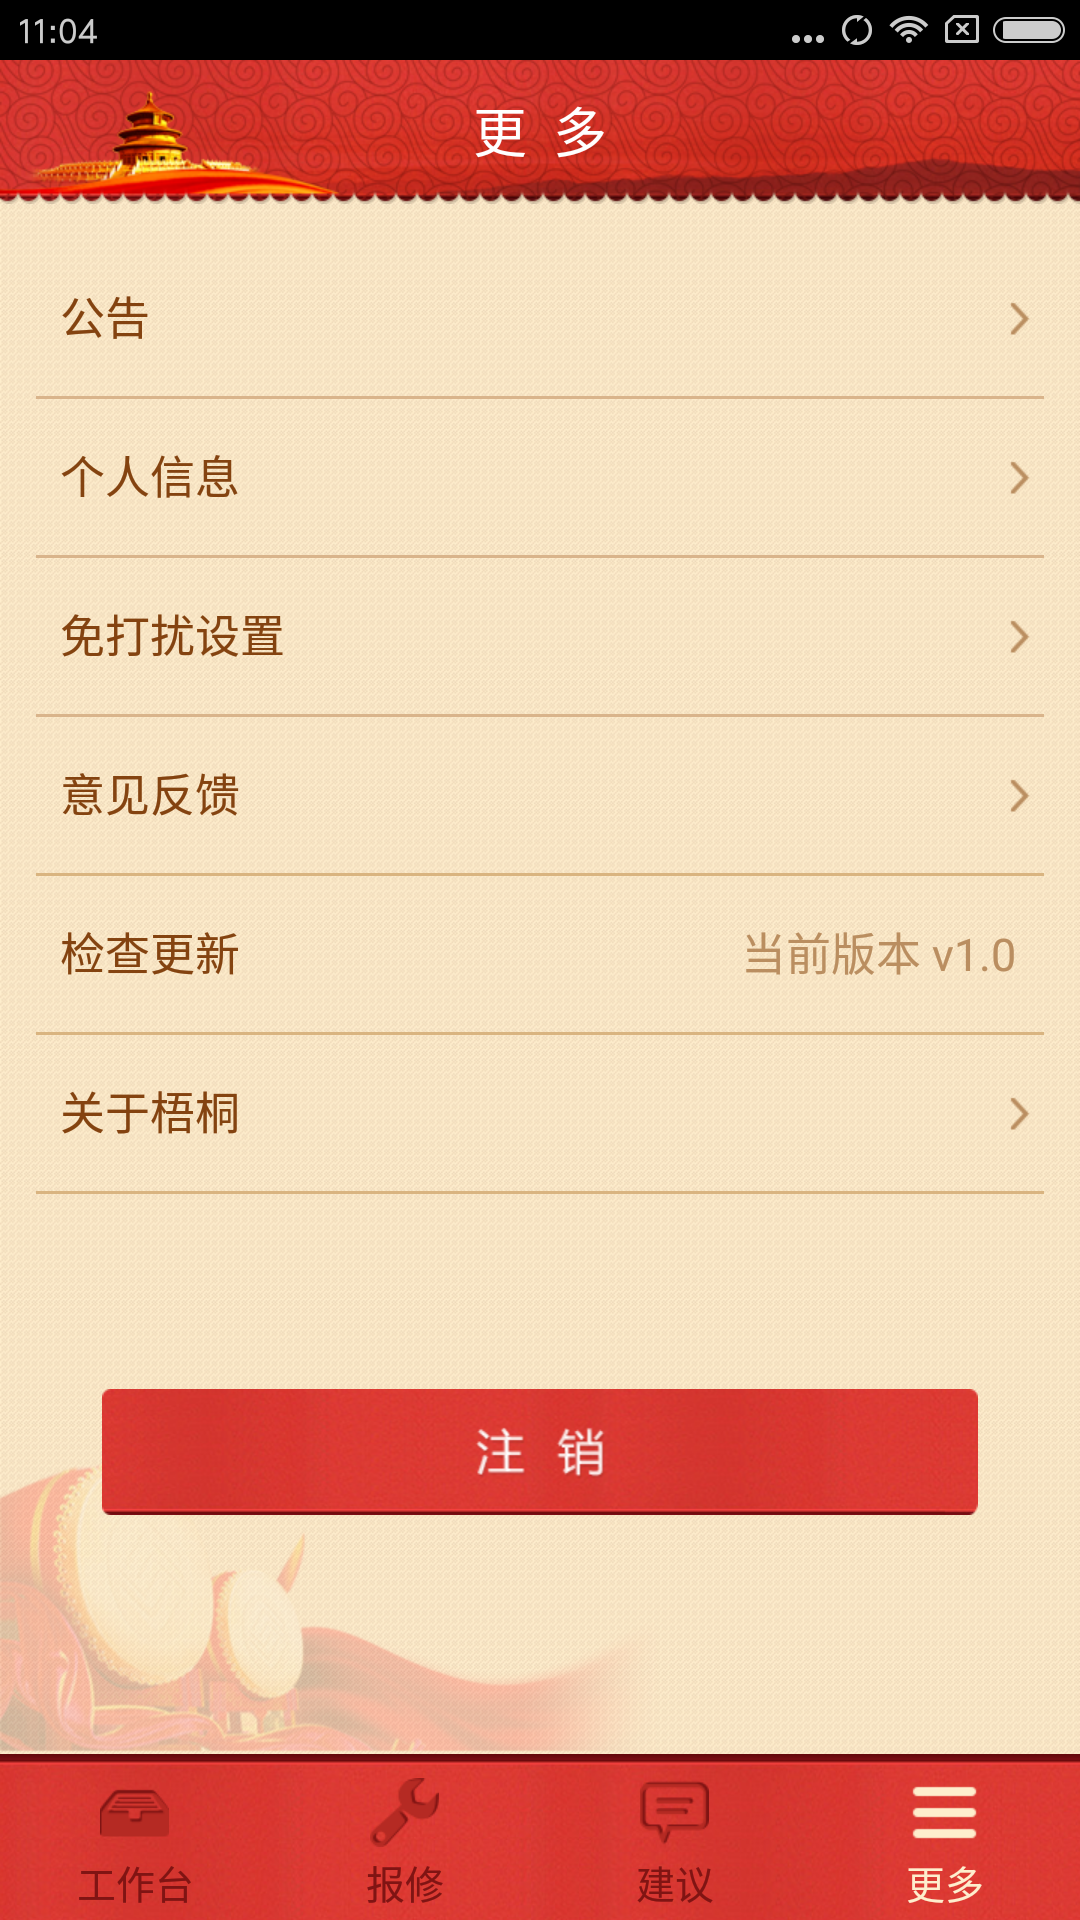 11:04
更 多
公告
个人信息
免打扰设置
意见反馈
检查更新 当前版本 v1.0
关于梧桐
注 销
工作台 报修 建议 更多